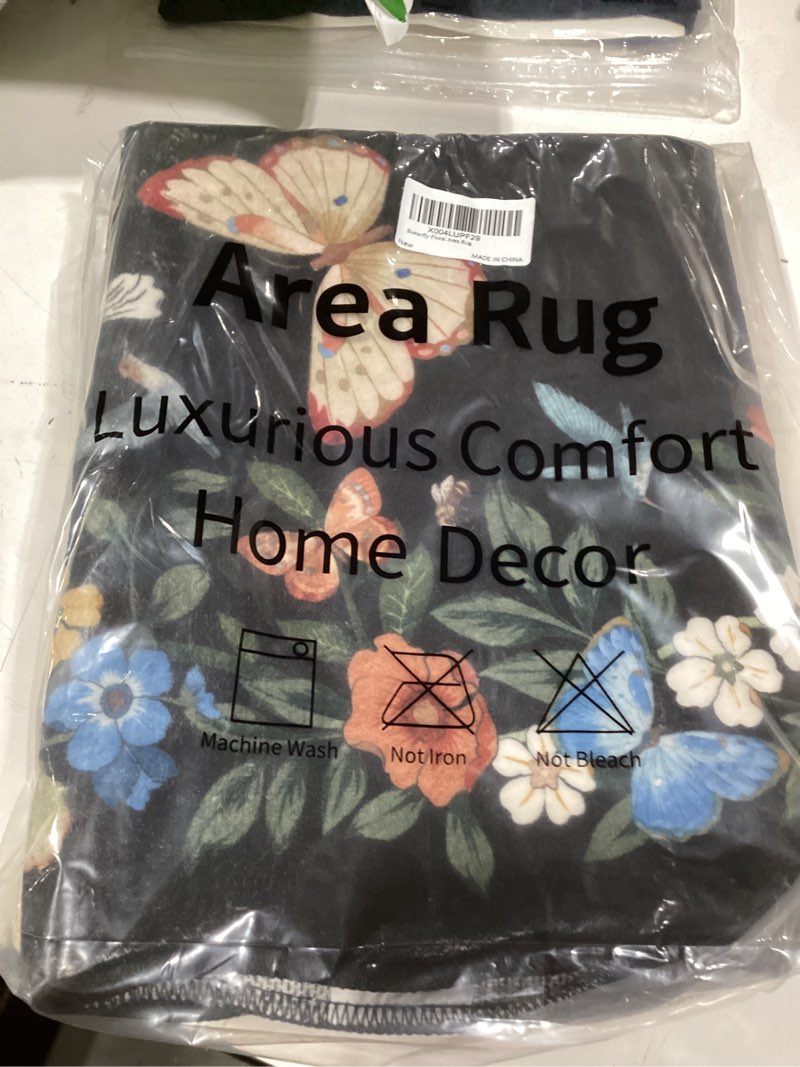 X004LUPF29
Butterfly Floral Area Rug
New
MADE IN CHINA
Area Rug
Luxurious Comfort
Home Decor
Machine Wash
Not Iron
Not Bleach